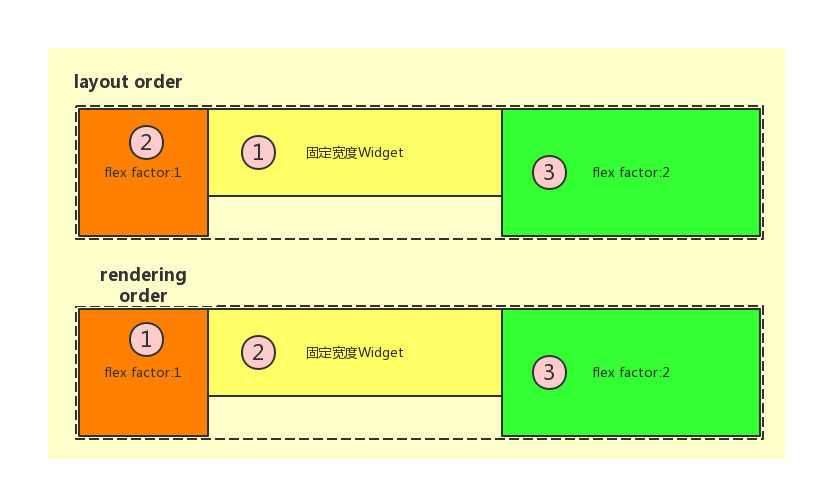 layout order
2
flex factor:1
1
固定宽度Widget
3
flex factor:2
rendering
order
1
flex factor:1
2
固定宽度Widget
3
flex factor:2